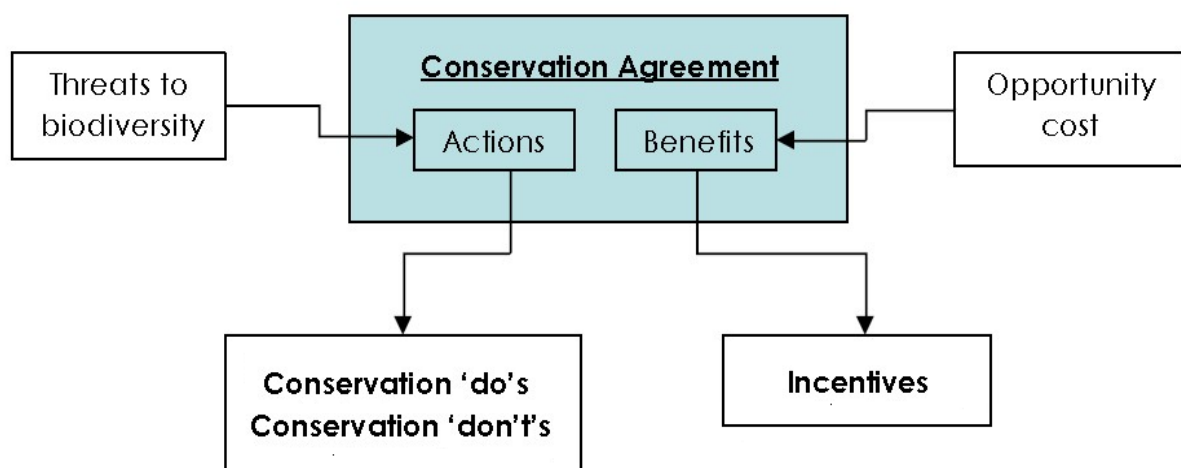 Conservation Agreement
Threats to
biodiversity
Actions
Benefits
Opportunity
cost
Conservation ‘do’s
Conservation ‘don’t’s
Incentives